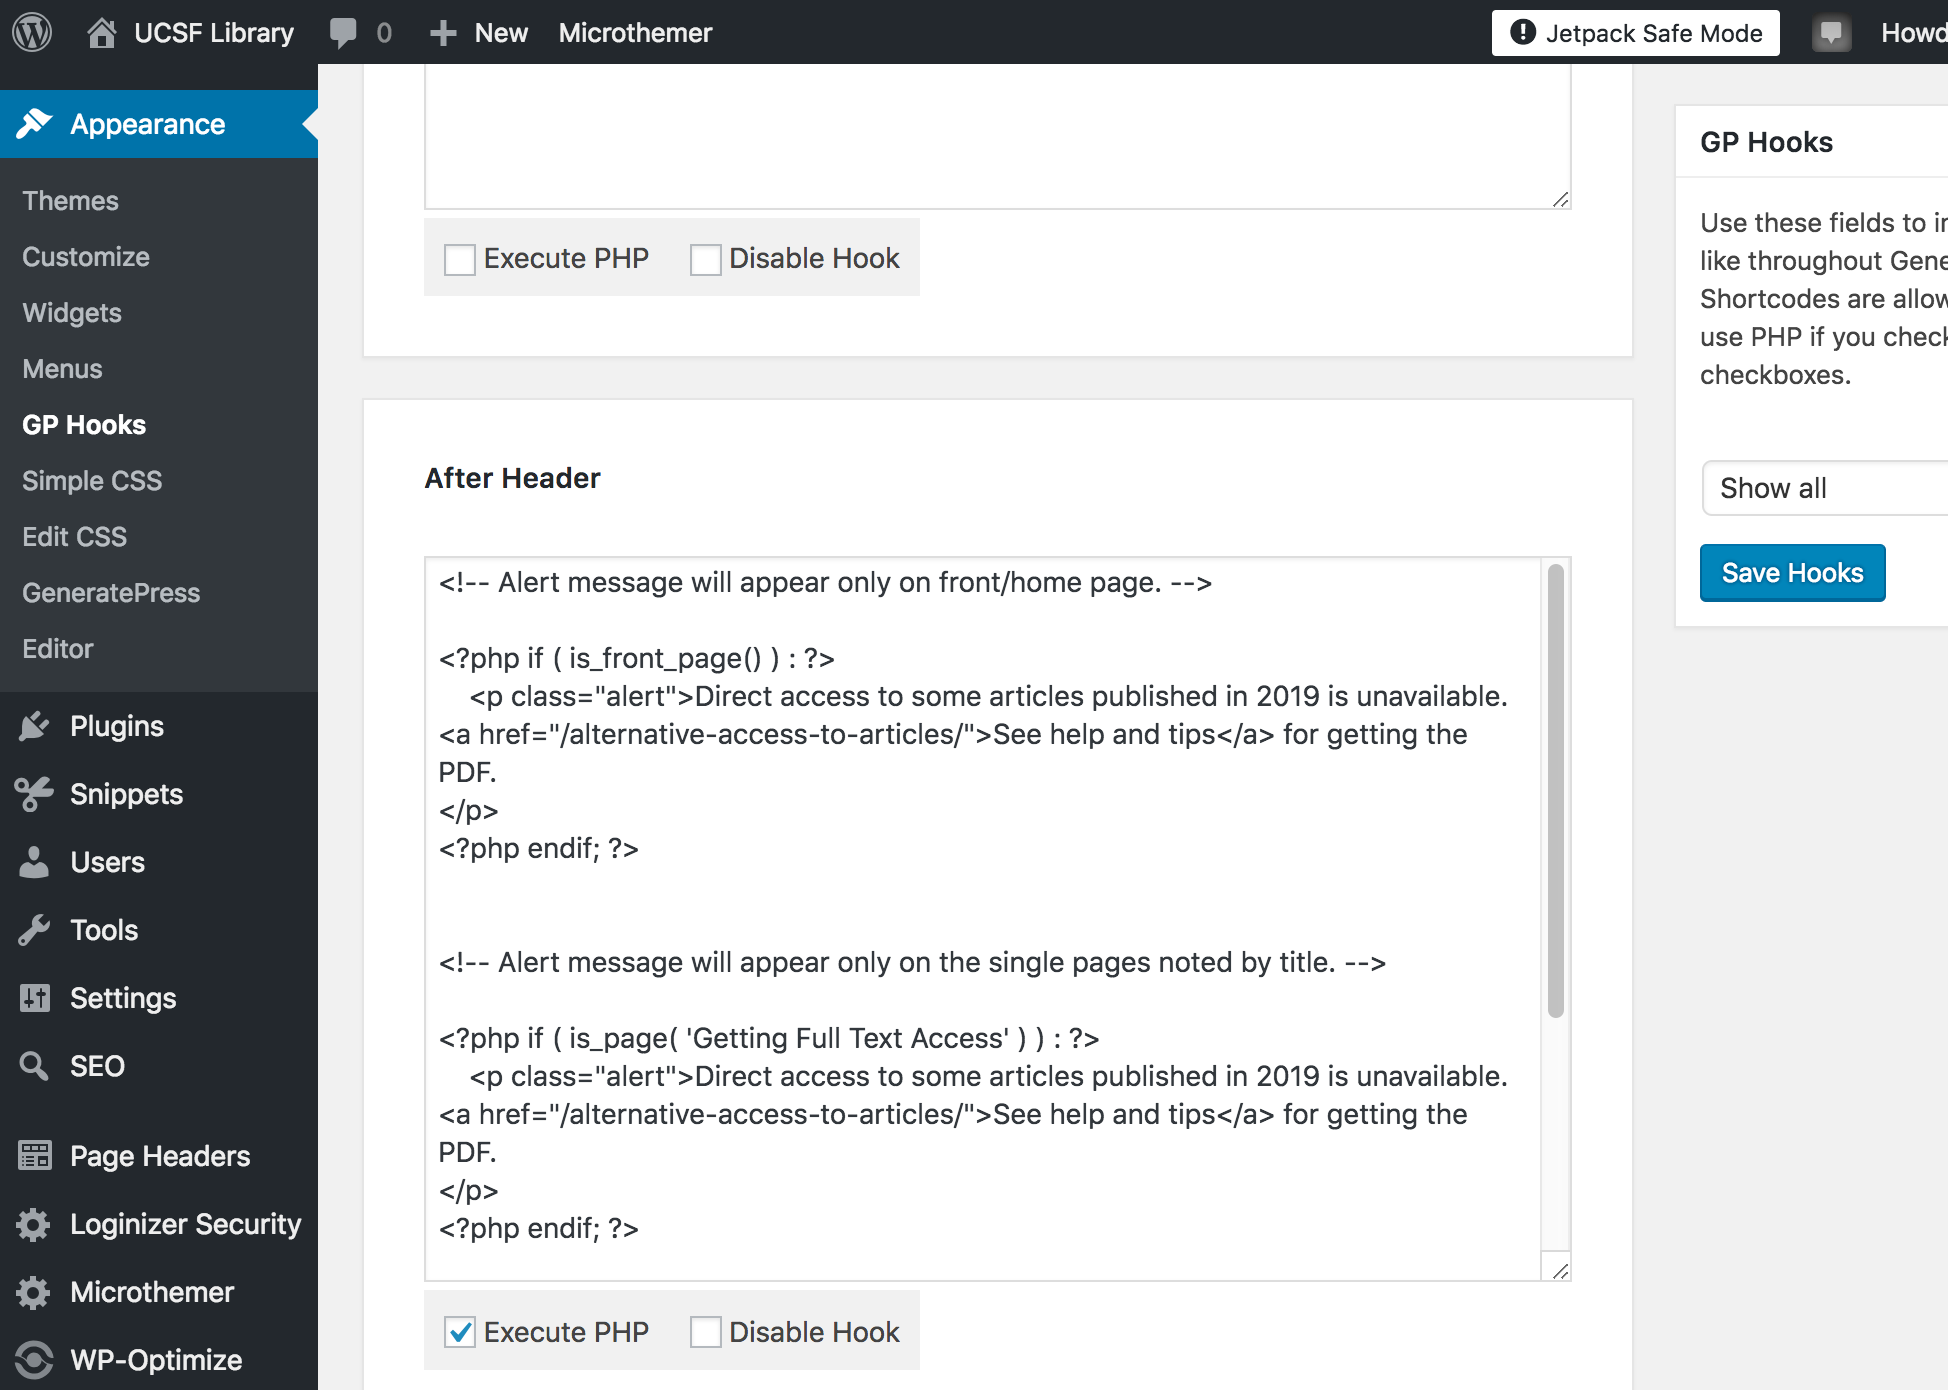 UCSF Library
0
New
Microthemer
Jetpack Safe Mode
Howd
Appearance
Themes
Customize
Widgets
Menus
GP Hooks
Simple CSS
Edit CSS
GeneratePress
Editor
Plugins
Snippets
Users
Tools
Settings
SEO
Page Headers
Loginizer Security
Microthemer
WP-Optimize
Execute PHP
Disable Hook
After Header
<!-- Alert message will appear only on front/home page. -->
<?php if ( is_front_page() ) : ?>
<p class="alert">Direct access to some articles published in 2019 is unavailable.
<a href="/alternative-access-to-articles/">See help and tips</a> for getting the
PDF.
</p>
<?php endif; ?>
<!-- Alert message will appear only on the single pages noted by title. -->
<?php if ( is_page( 'Getting Full Text Access' ) ) : ?>
<p class="alert">Direct access to some articles published in 2019 is unavailable.
<a href="/alternative-access-to-articles/">See help and tips</a> for getting the
PDF.
</p>
<?php endif; ?>
Execute PHP
Disable Hook
GP Hooks
Use these fields to in
like throughout Gene
Shortcodes are allow
use PHP if you check
checkboxes.
Show all
Save Hooks